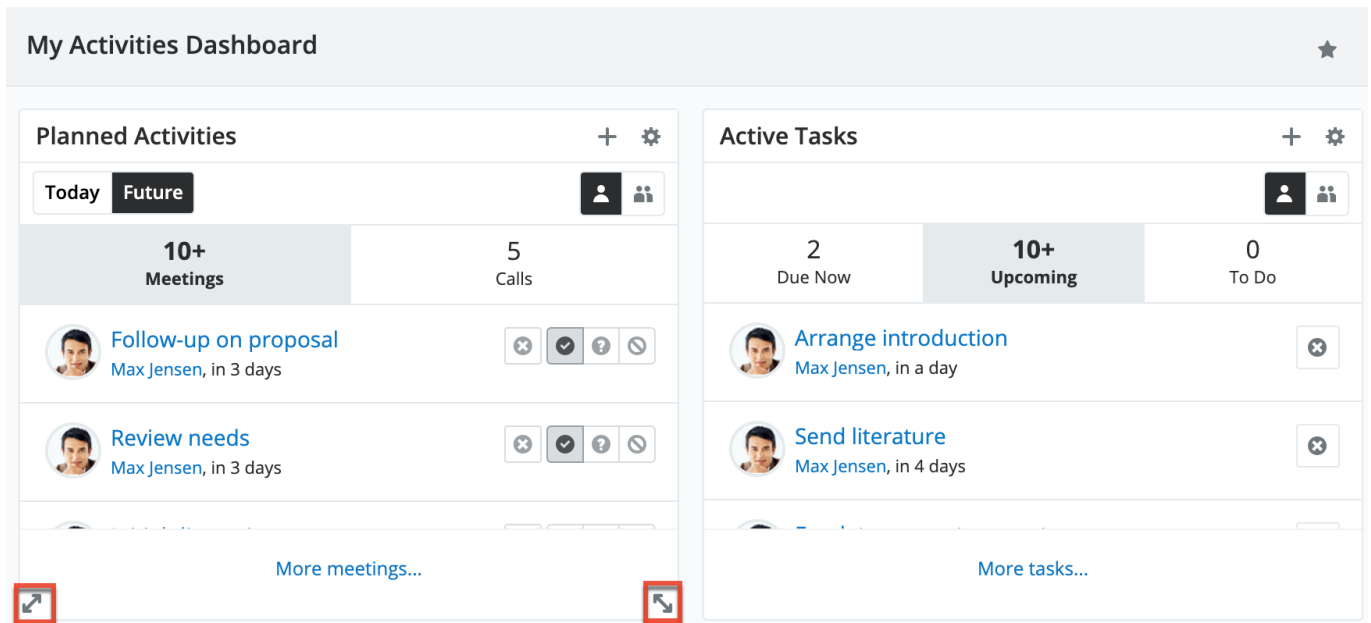 My Activities Dashboard
Planned Activities
Today Future
10+ 5
Meetings Calls
Follow-up on proposal
Max Jensen, in 3 days
Review needs
Max Jensen, in 3 days
More meetings...
Active Tasks
2 10+ 0
Due Now Upcoming To Do
Arrange introduction
Max Jensen, in a day
Send literature
Max Jensen, in 4 days
More tasks...